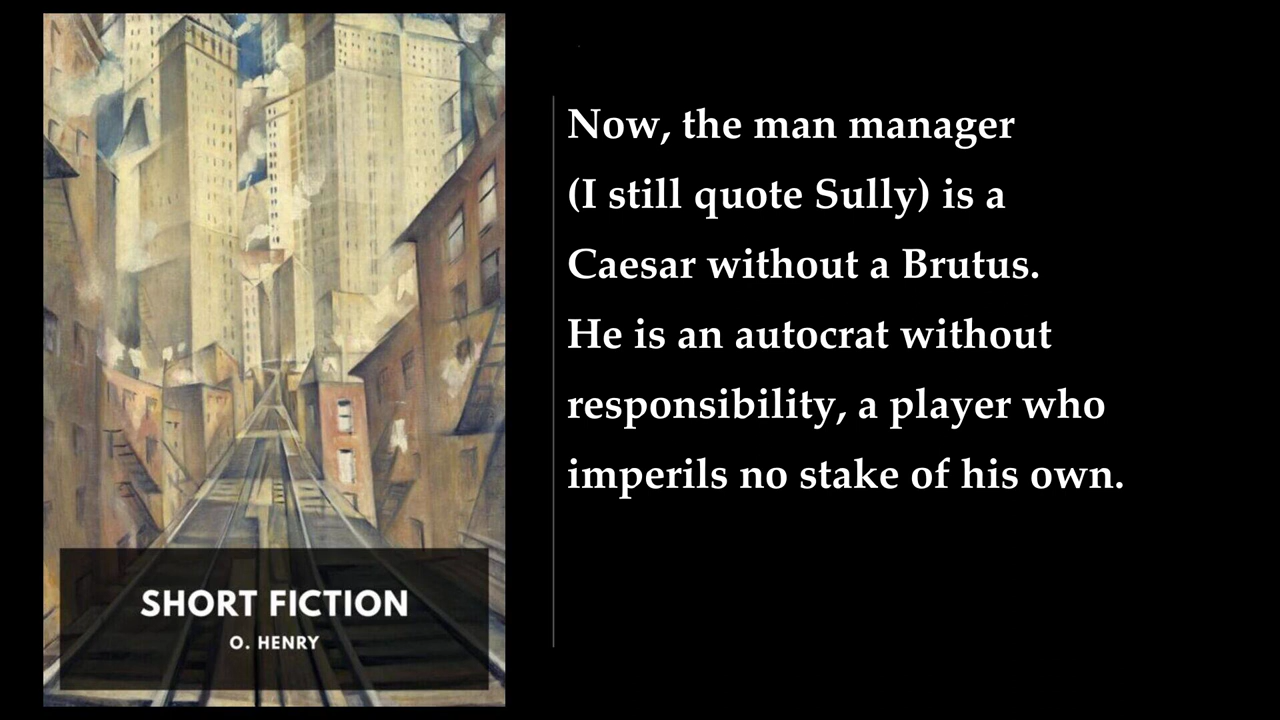 Now, the man manager
(I still quote Sully) is a
Caesar without a Brutus.
He is an autocrat without
responsibility, a player who
imperils no stake of his own.
SHORT FICTION
O. HENRY